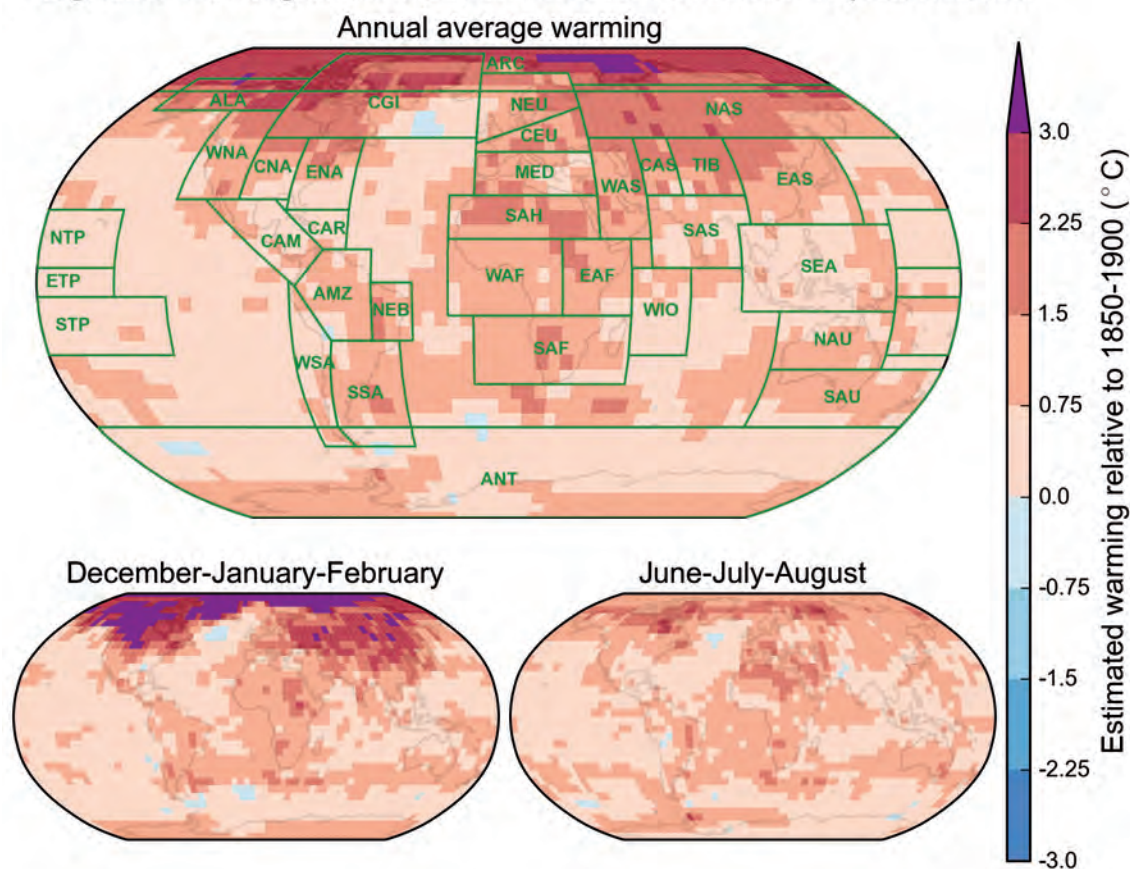 Annual average warming
ARC
ALA
CGI
NEU
NAS
CEU
WNA
CNA
ENA
MED
WAS
CAS
TIB
EAS
SAH
NTP
CAR
CAM
SAS
ETP
WAF
EAF
SEA
AMZ
NEB
WIO
STP
NAU
WSA
SAF
SSA
SAU
ANT
December-January-February
June-July-August
3.0
2.25
1.5
0.75
0.0
-0.75
-1.5
-2.25
-3.0
Estimated warming relative to 1850-1900 (°C)